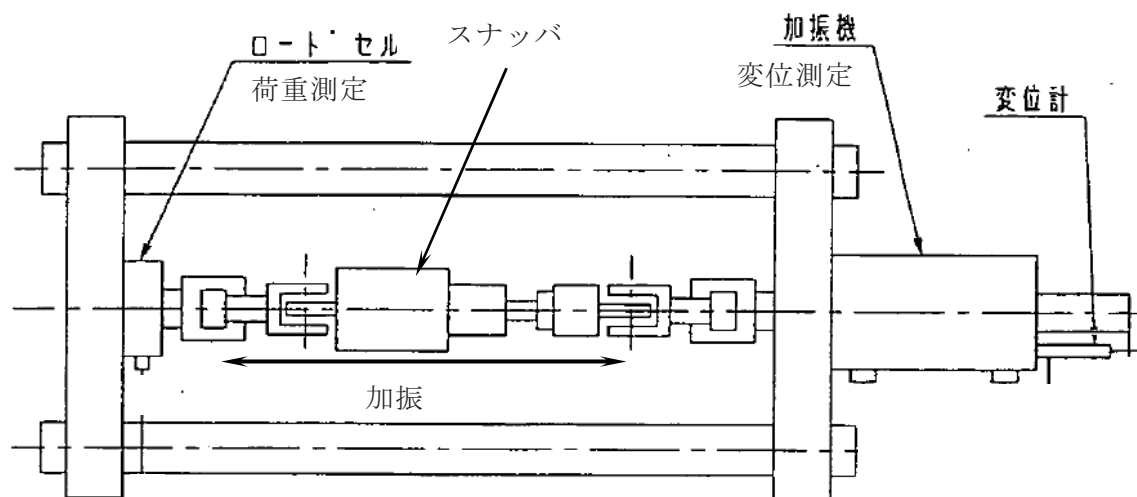 ロードセル
荷重測定
スナッバ
加振機
変位測定
変位計
加振